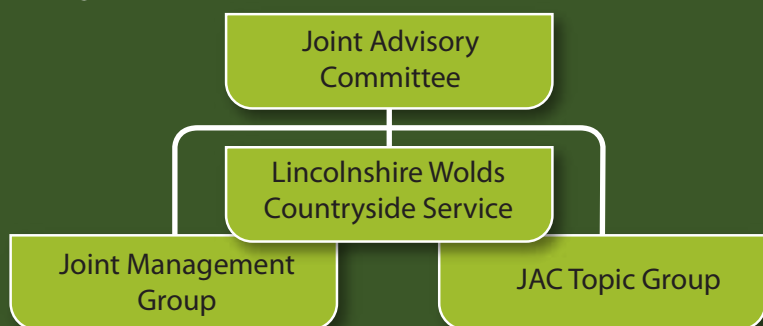 Joint Advisory
Committee
Lincolnshire Wolds
Countryside Service
Joint Management
Group
JAC Topic Group